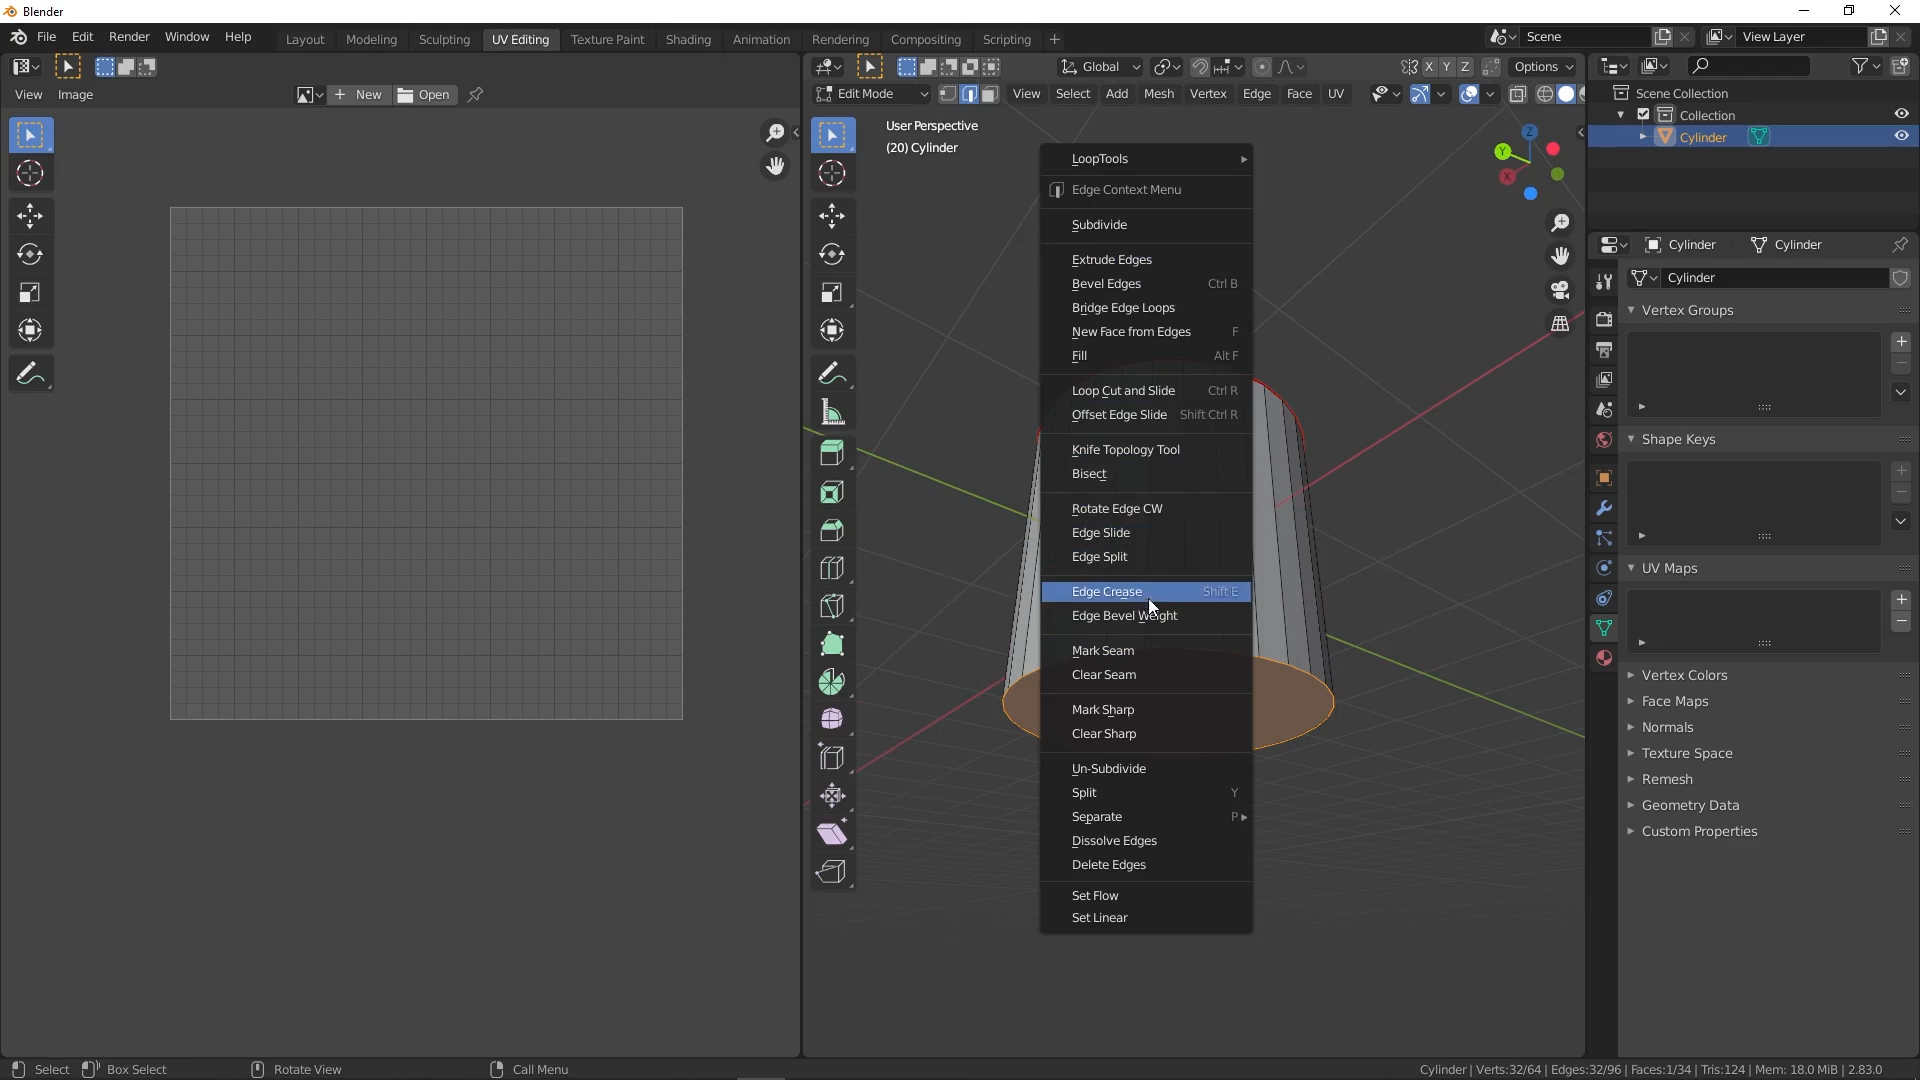 Blender
File Edit Render Window Help
Layout Modeling Sculpting UV Editing Texture Paint Shading Animation Rendering Compositing Scripting +
Scene
View Layer
Global
X Y Z
Options
View Image
+ New Open
Edit Mode
View Select Add Mesh Vertex Edge Face UV
User Perspective
(20) Cylinder
Z
Y
X
LoopTools
Edge Context Menu
Subdivide
Extrude Edges
Bevel Edges Ctrl B
Bridge Edge Loops
New Face from Edges F
Fill Alt F
Loop Cut and Slide Ctrl R
Offset Edge Slide Shift Ctrl R
Knife Topology Tool
Bisect
Rotate Edge CW
Edge Slide
Edge Split
Edge Crease Shift E
Edge Bevel Weight
Mark Seam
Clear Seam
Mark Sharp
Clear Sharp
Un-Subdivide
Split Y
Separate P
Dissolve Edges
Delete Edges
Set Flow
Set Linear
Scene Collection
Collection
Cylinder
Cylinder Cylinder
Cylinder
Vertex Groups
Shape Keys
UV Maps
Vertex Colors
Face Maps
Normals
Texture Space
Remesh
Geometry Data
Custom Properties
Select Box Select Rotate View Call Menu
Cylinder | Verts:32/64 | Edges:32/96 | Faces:1/34 | Tris:124 | Mem: 18.0 MiB | 2.83.0